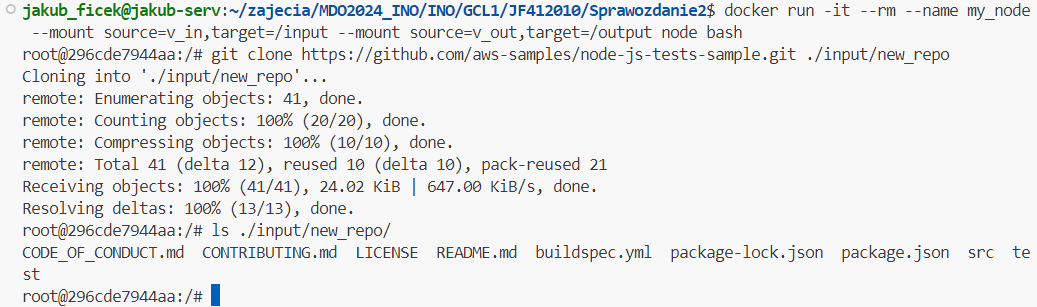 jakub_ficek@jakub-serv:~/zajecia/MDO2024_INO/INO/GCL1/JF412010/Sprawozdanie2$ docker run -it --rm --name my_node
 --mount source=v_in,target=/input --mount source=v_out,target=/output node bash
root@296cde7944aa:/# git clone https://github.com/aws-samples/node-js-tests-sample.git ./input/new_repo
Cloning into './input/new_repo'...
remote: Enumerating objects: 41, done.
remote: Counting objects: 100% (20/20), done.
remote: Compressing objects: 100% (10/10), done.
remote: Total 41 (delta 12), reused 10 (delta 10), pack-reused 21
Receiving objects: 100% (41/41), 24.02 KiB | 647.00 KiB/s, done.
Resolving deltas: 100% (13/13), done.
root@296cde7944aa:/# ls ./input/new_repo/
CODE_OF_CONDUCT.md  CONTRIBUTING.md  LICENSE  README.md  buildspec.yml  package-lock.json  package.json  src  te
st
root@296cde7944aa:/#